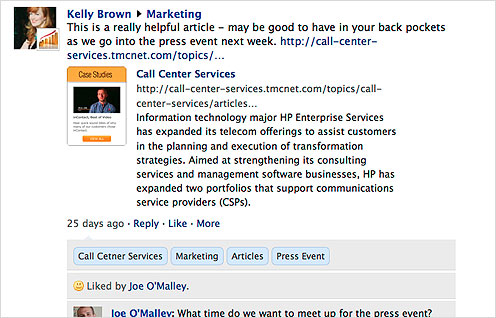 Kelly Brown ▸ Marketing
This is a really helpful article - may be good to have in your back pockets
as we go into the press event next week. http://call-center-
services.tmcnet.com/topics/...
Case Studies
Call Center Services
http://call-center-services.tmcnet.com/topics/call-
center-services/articles...
Information technology major HP Enterprise Services
has expanded its telecom offerings to assist customers
in the planning and execution of transformation
strategies. Aimed at strengthening its consulting
services and management software businesses, HP has
expanded two portfolios that support communications
service providers (CSPs).
25 days ago · Reply · Like · More
Call Cetner Services Marketing Articles Press Event
Liked by Joe O'Malley.
Joe O'Malley: What time do we want to meet up for the press event?